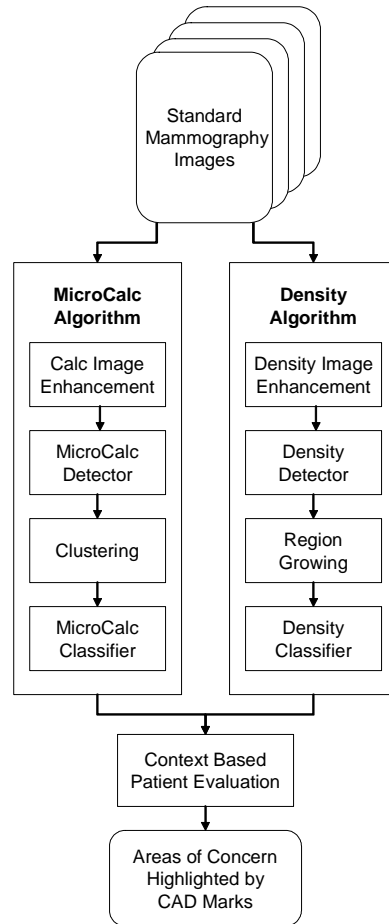 Standard
Mammography
Images
MicroCalc
Algorithm
Calc Image
Enhancement
MicroCalc
Detector
Clustering
MicroCalc
Classifier
Density
Algorithm
Density Image
Enhancement
Density
Detector
Region
Growing
Density
Classifier
Context Based
Patient Evaluation
Areas of Concern
Highlighted by
CAD Marks